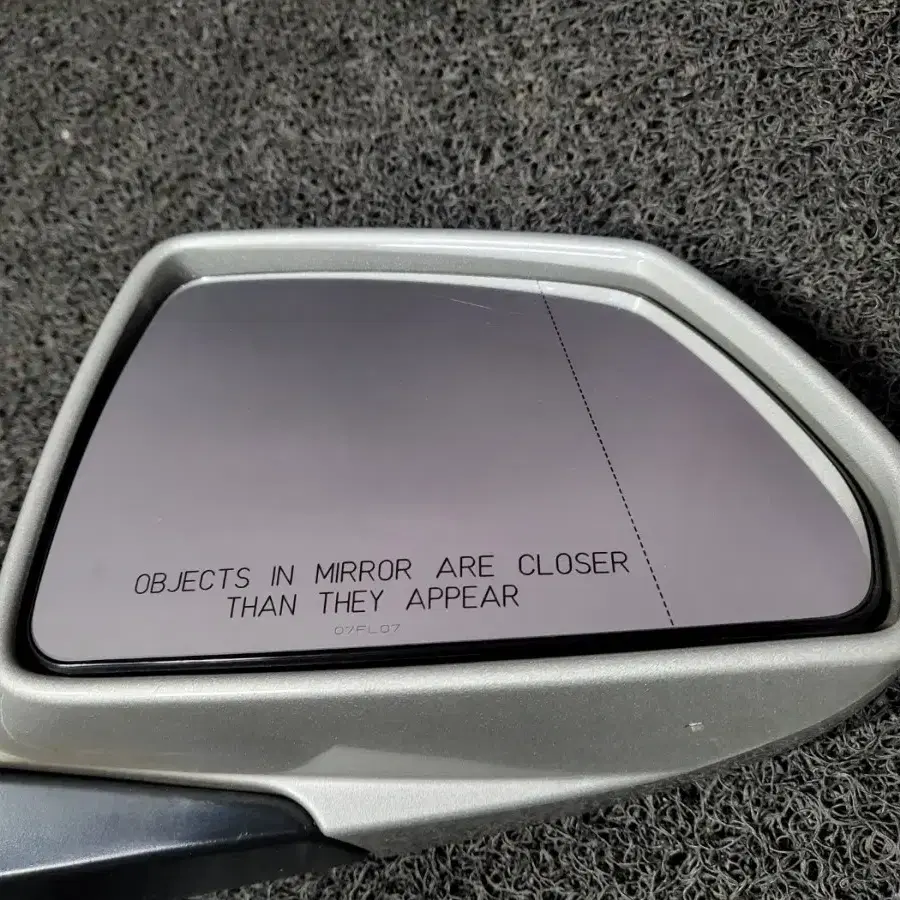 OBJECTS IN MIRROR ARE CLOSER
THAN THEY APPEAR
07FL07